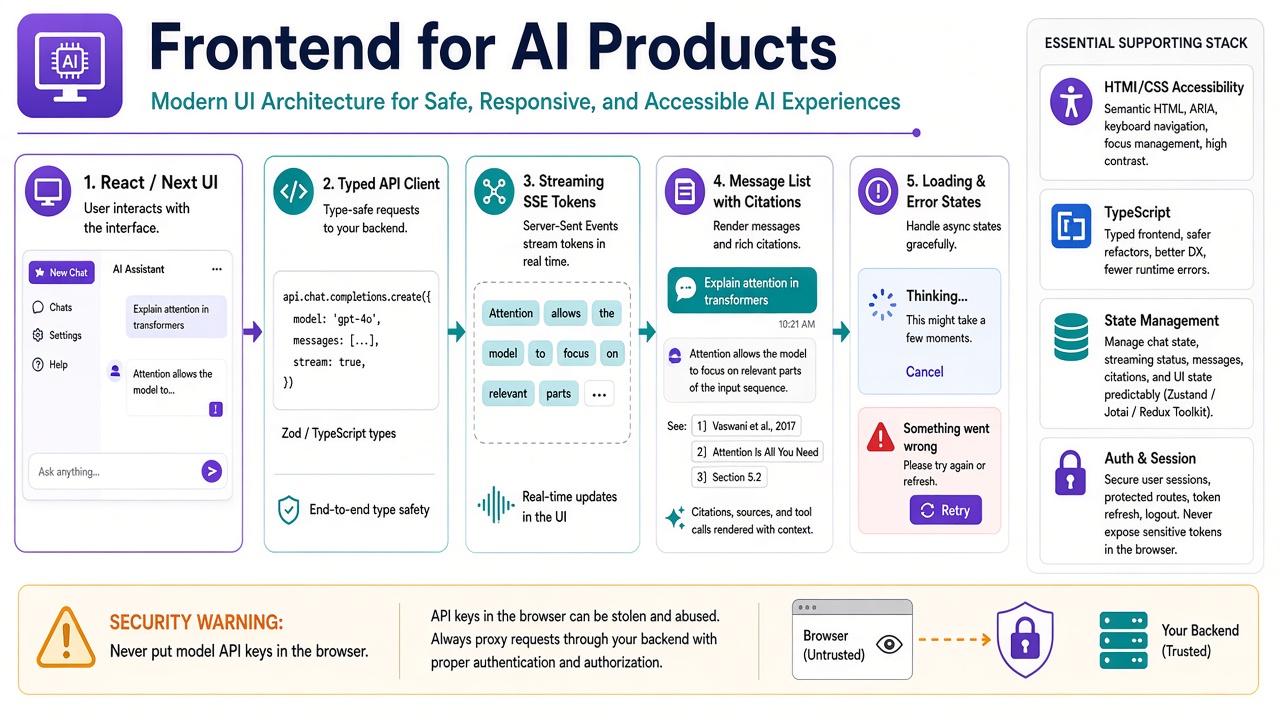 AI
Frontend for AI Products
Modern UI Architecture for Safe, Responsive, and Accessible AI Experiences
1. React / Next UI
User interacts with
the interface.
New Chat
Chats
Settings
Help
AI Assistant
Explain attention in
transformers
Attention allows the
model to...
Ask anything...
2. Typed API Client
Type-safe requests
to your backend.
api.chat.completions.create({
model: 'gpt-4o',
messages: [...],
stream: true,
})
Zod / TypeScript types
End-to-end type safety
3. Streaming
SSE Tokens
Server-Sent Events
stream tokens in
real time.
Attention allows the
model to focus on
relevant parts ...
Real-time updates
in the UI
4. Message List
with Citations
Render messages
and rich citations.
Explain attention in
transformers
10:21 AM
Attention allows the model
to focus on relevant parts
of the input sequence.
See: 1] Vaswani et al., 2017
2] Attention Is All You Need
3] Section 5.2
Citations, sources, and tool
calls rendered with context.
5. Loading &
Error States
Handle async states
gracefully.
Thinking...
This might take a
few moments.
Cancel
Something went
wrong
Please try again or
refresh.
Retry
ESSENTIAL SUPPORTING STACK
HTMI/CSS Accessibility
Semantic HTML, ARIA,
keyboard navigation,
focus management, high
contrast.
TypeScript
Typed frontend, safer
refactors, better DX,
fewer runtime errors.
State Management
Manage chat state,
streaming status, messages,
citations, and UI state
predictably (Zustand /
Jotai / Redux Toolkit).
Auth & Session
Secure user sessions,
protected routes, token
refresh, logout. Never
expose sensitive tokens
in the browser.
SECURITY WARNING:
Never put model API keys in the browser.
API keys in the browser can be stolen and abused.
Always proxy requests through your backend with
proper authentication and authorization.
Browser
(Untrusted)
Your Backend
(Trusted)